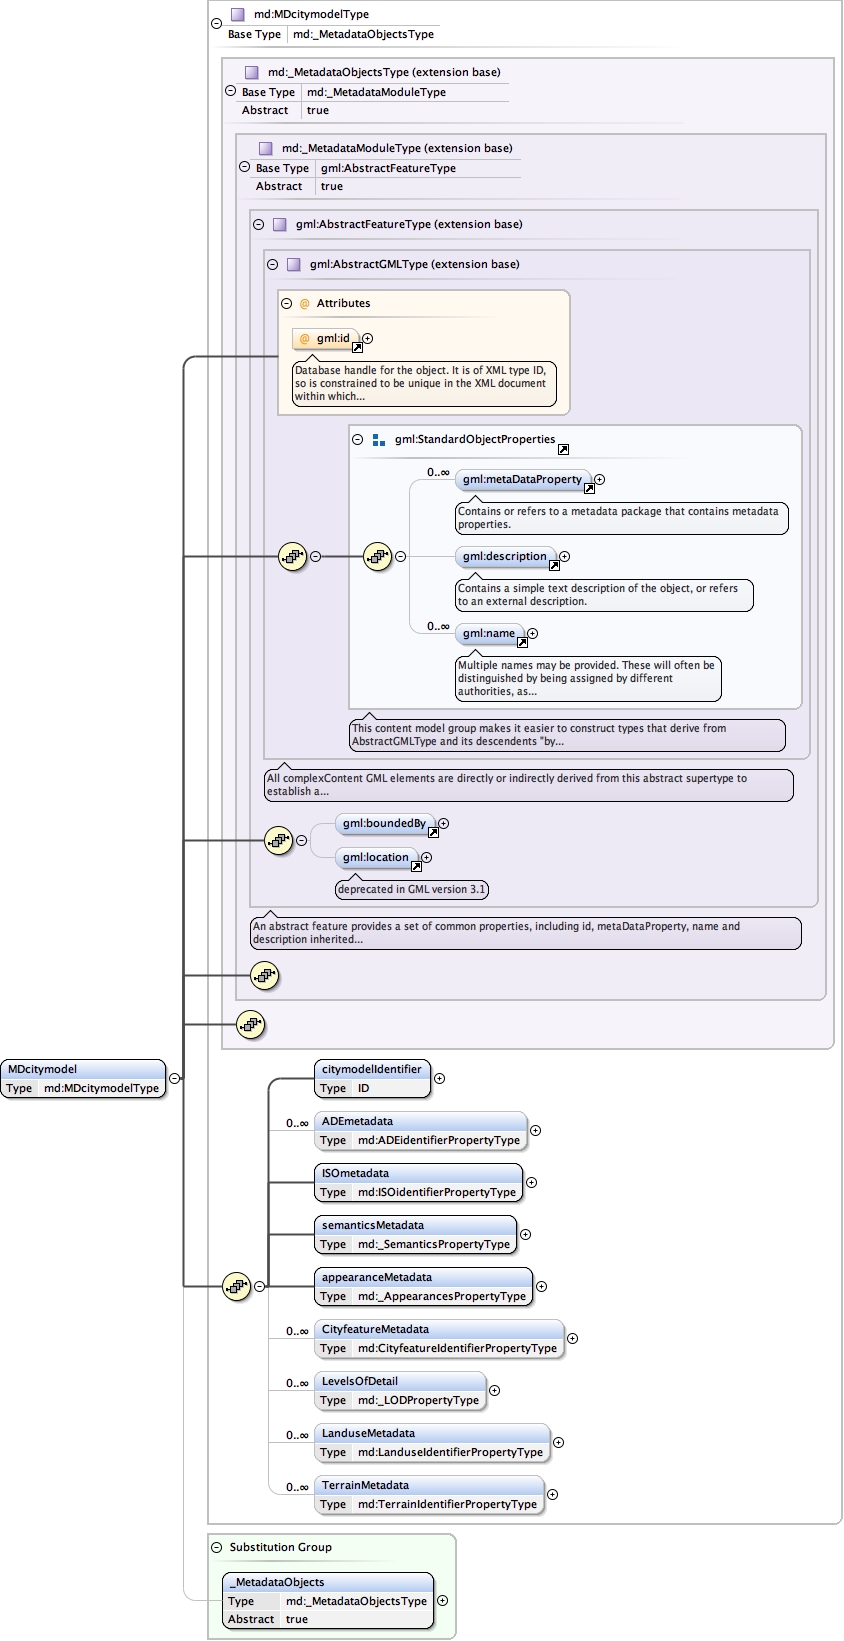 md:MDcitymodelType
Base Type md:_MetadataObjectsType
md:_MetadataObjectsType (extension base)
Base Type md:_MetadataModuleType
Abstract true
md:_MetadataModuleType (extension base)
Base Type gml:AbstractFeatureType
Abstract true
gml:AbstractFeatureType (extension base)
gml:AbstractGMLType (extension base)
@ Attributes
@ gml:id
Database handle for the object. It is of XML type ID,
so is constrained to be unique in the XML document
within which...
gml:StandardObjectProperties
0..∞ gml:metaDataProperty
Contains or refers to a metadata package that contains metadata
properties.
gml:description
Contains a simple text description of the object, or refers
to an external description.
0..∞ gml:name
Multiple names may be provided. These will often be
distinguished by being assigned by different
authorities, as...
This content model group makes it easier to construct types that derive from
AbstractGMLType and its descendents "by...
All complexContent GML elements are directly or indirectly derived from this abstract supertype to
establish a...
gml:boundedBy
gml:location
deprecated in GML version 3.1
An abstract feature provides a set of common properties, including id, metaDataProperty, name and
description inherited...
MDcitymodel
Type md:MDcitymodelType
citymodelIdentifier
Type ID
0..∞ ADEmetadata
Type md:ADEidentifierPropertyType
ISOmetadata
Type md:ISOidentifierPropertyType
semanticsMetadata
Type md:_SemanticsPropertyType
appearanceMetadata
Type md:_AppearancesPropertyType
0..∞ CityfeatureMetadata
Type md:CityfeatureIdentifierPropertyType
0..∞ LevelsOfDetail
Type md:_LODPropertyType
0..∞ LanduseMetadata
Type md:LanduseIdentifierPropertyType
0..∞ TerrainMetadata
Type md:TerrainIdentifierPropertyType
Substitution Group
_MetadataObjects
Type md:_MetadataObjectsType
Abstract true